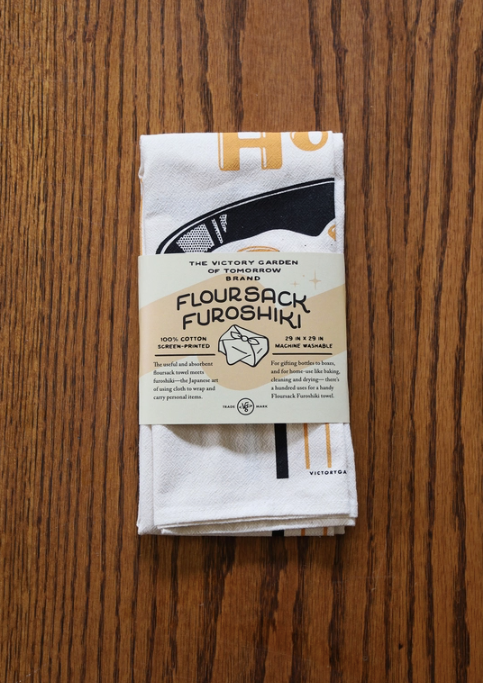 Ho
THE VICTORY GARDEN
OF TOMORROW
BRAND
FLOURSACK
FUROSHIKI
100% COTTON
SCREEN-PRINTED
29 IN X 29 IN
MACHINE WASHABLE
The useful and absorbent
floursack towel meets
furoshiki—the Japanese art
of using cloth to wrap and
carry personal items.
For gifting bottles to boxes,
and for home-use like baking,
cleaning and drying—there's
a hundred uses for a handy
Floursack Furoshiki towel.
TRADE MARK
VICTORYGA